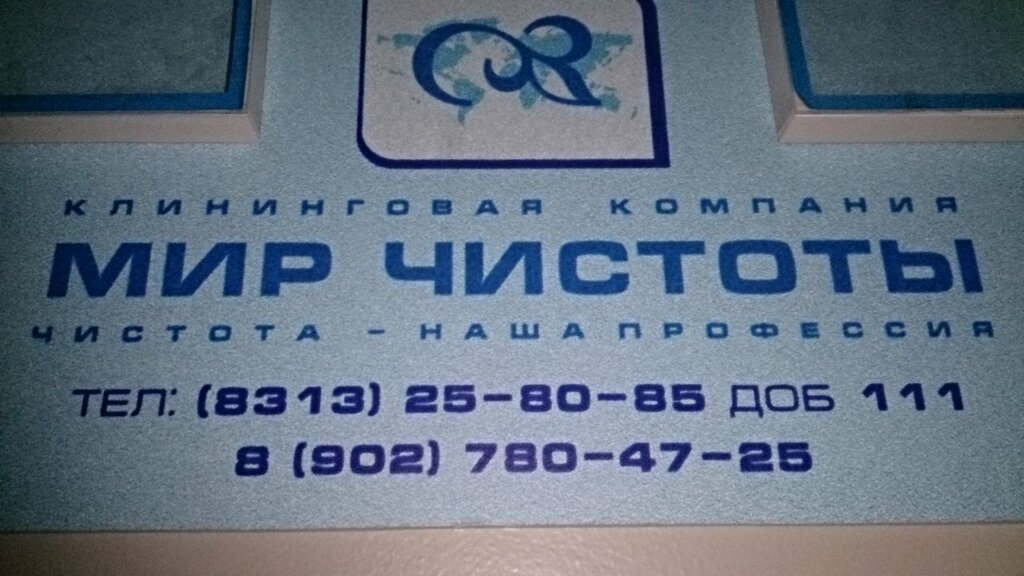 КЛИНИНГОВАЯ КОМПАНИЯ
МИР ЧИСТОТЫ
ЧИСТОТА - НАША ПРОФЕССИЯ
ТЕЛ: (8313) 25-80-85 ДОБ 111
8 (902) 780-47-25